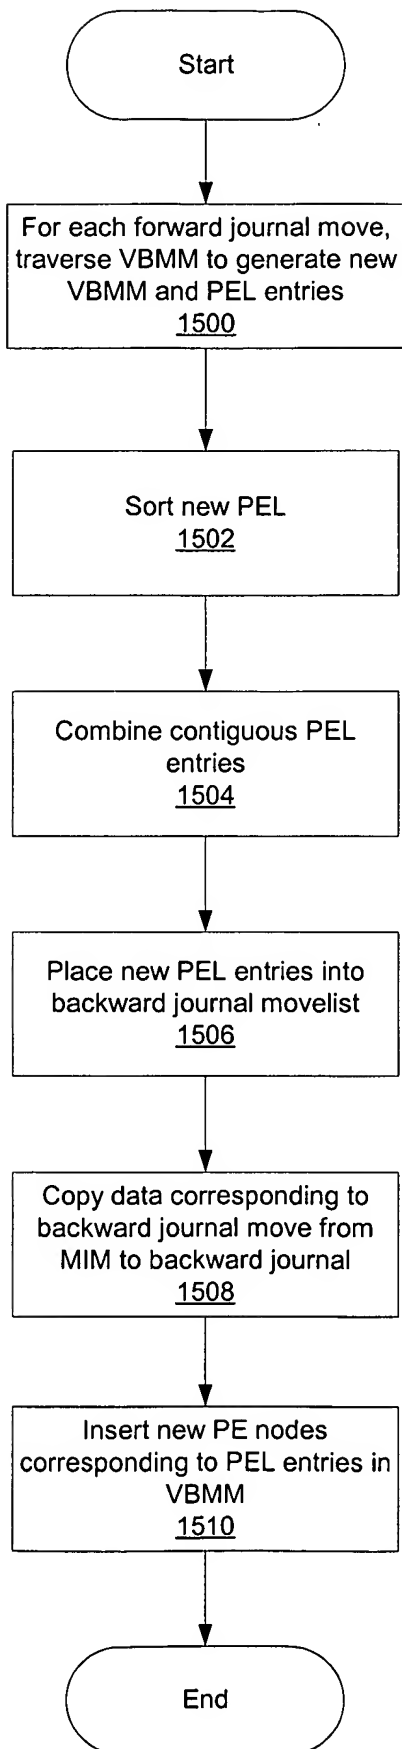 Start
For each forward journal move,
traverse VBMM to generate new
VBMM and PEL entries
1500
Sort new PEL
1502
Combine contiguous PEL
entries
1504
Place new PEL entries into
backward journal movelist
1506
Copy data corresponding to
backward journal move from
MIM to backward journal
1508
Insert new PE nodes
corresponding to PEL entries in
VBMM
1510
End